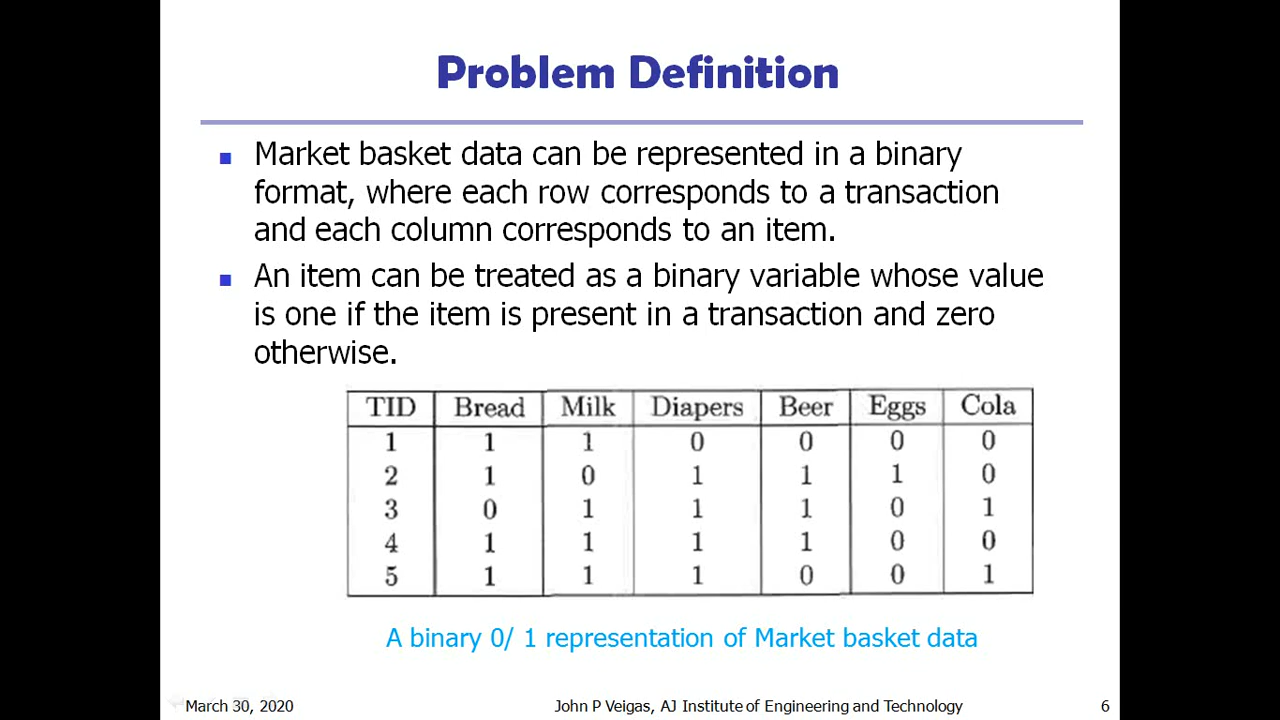 Problem Definition
Market basket data can be represented in a binary
format, where each row corresponds to a transaction
and each column corresponds to an item.
An item can be treated as a binary variable whose value
is one if the item is present in a transaction and zero
otherwise.
TID Bread Milk Diapers Beer Eggs Cola
1 1 1 0 0 0 0
2 1 0 1 1 1 0
3 0 1 1 1 0 1
4 1 1 1 1 0 0
5 1 1 1 0 0 1
A binary 0/ 1 representation of Market basket data
March 30, 2020 John P Veigas, AJ Institute of Engineering and Technology 6